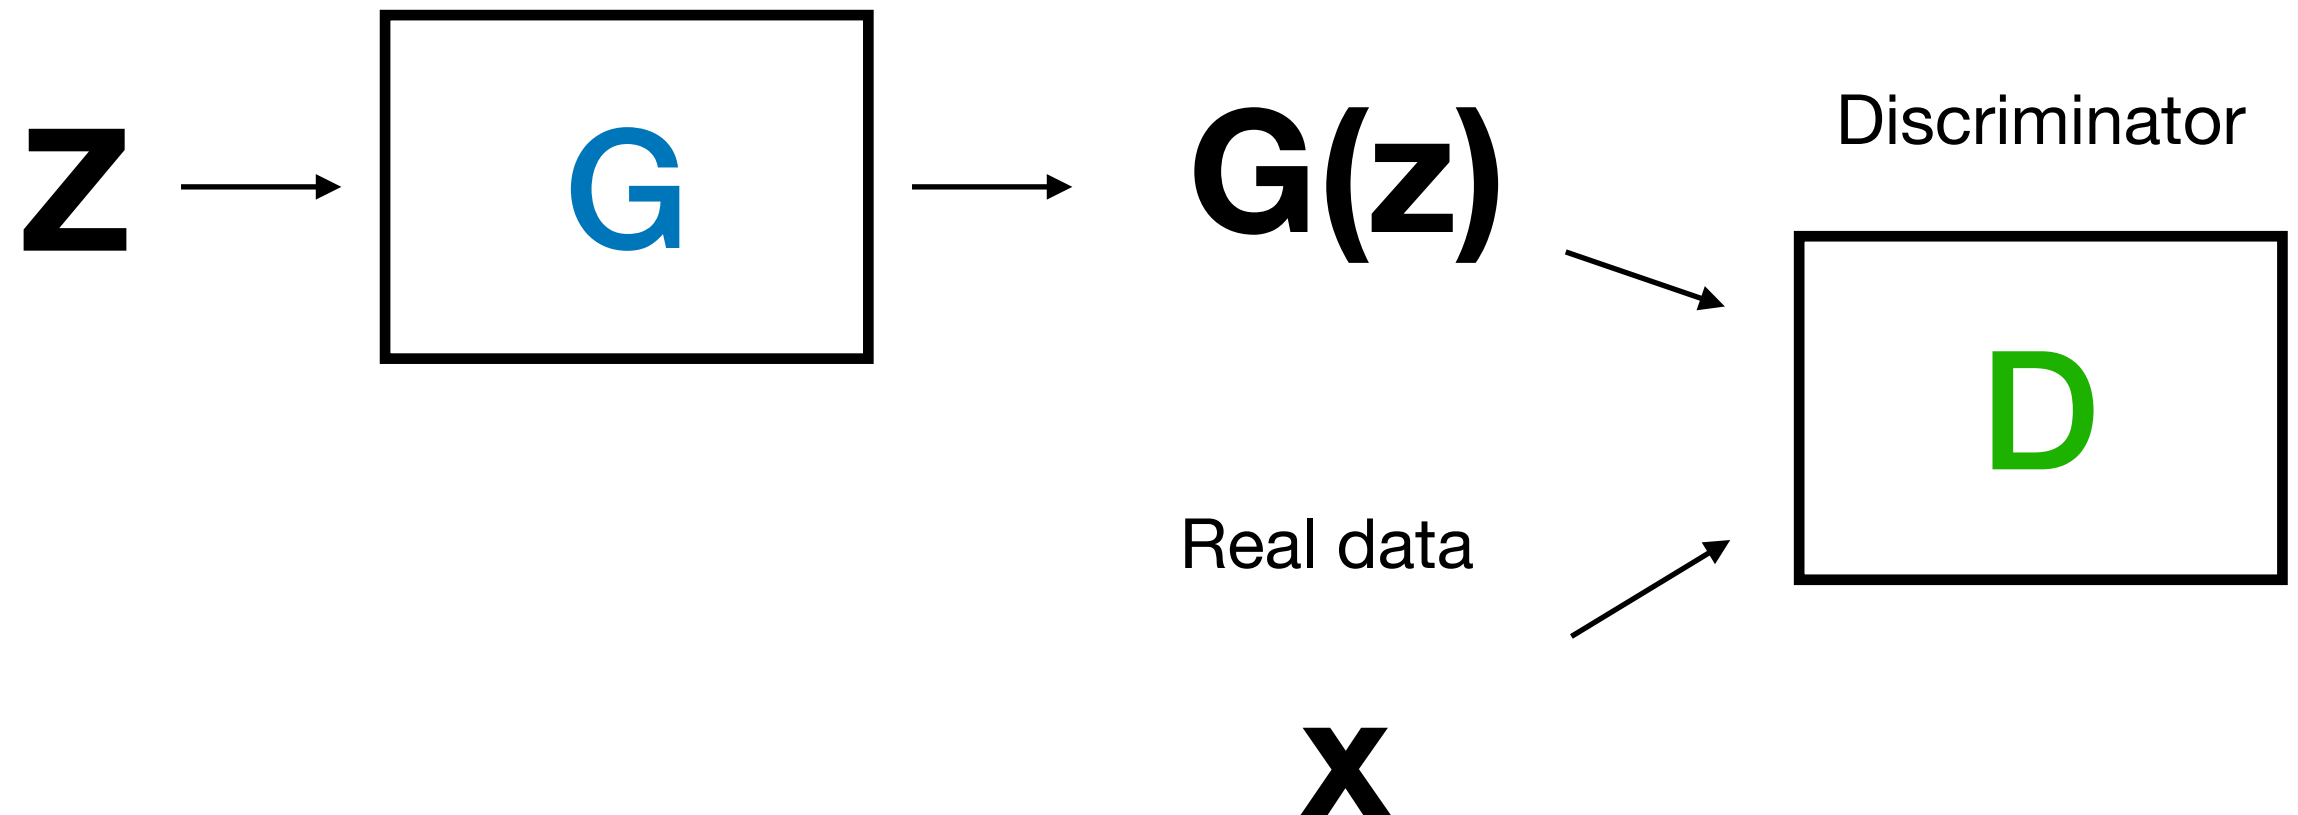 z
G
G(z)
Discriminator
D
Real data
x